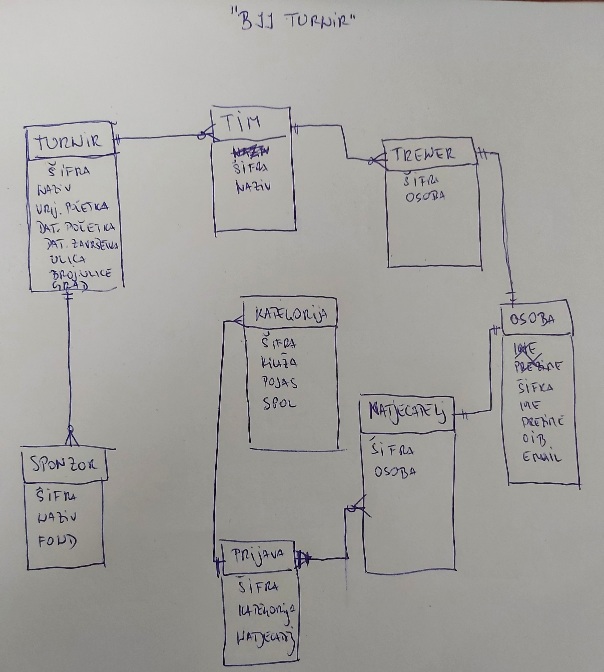 "BJJ TURNIR"
TURNIR
ŠIFRA
NAZIV
VRIJ. POČETKA
DAT. POČETKA
DAT. ZAVRŠETKA
ULICA
BROJ ULICE
GRAD
TIM
NAZIV
ŠIFRA
NAZIV
TRENER
ŠIFRA
OSOBA
OSOBA
IME
PREZIME
ŠIFRA
IME
PREZIME
OIB
EMAIL
KATEGORIJA
ŠIFRA
KILAŽA
POJAS
SPOL
NATJECATELJ
ŠIFRA
OSOBA
SPONZOR
ŠIFRA
NAZIV
FOND
PRIJAVA
ŠIFRA
KATEGORIJA
NATJECATELJ